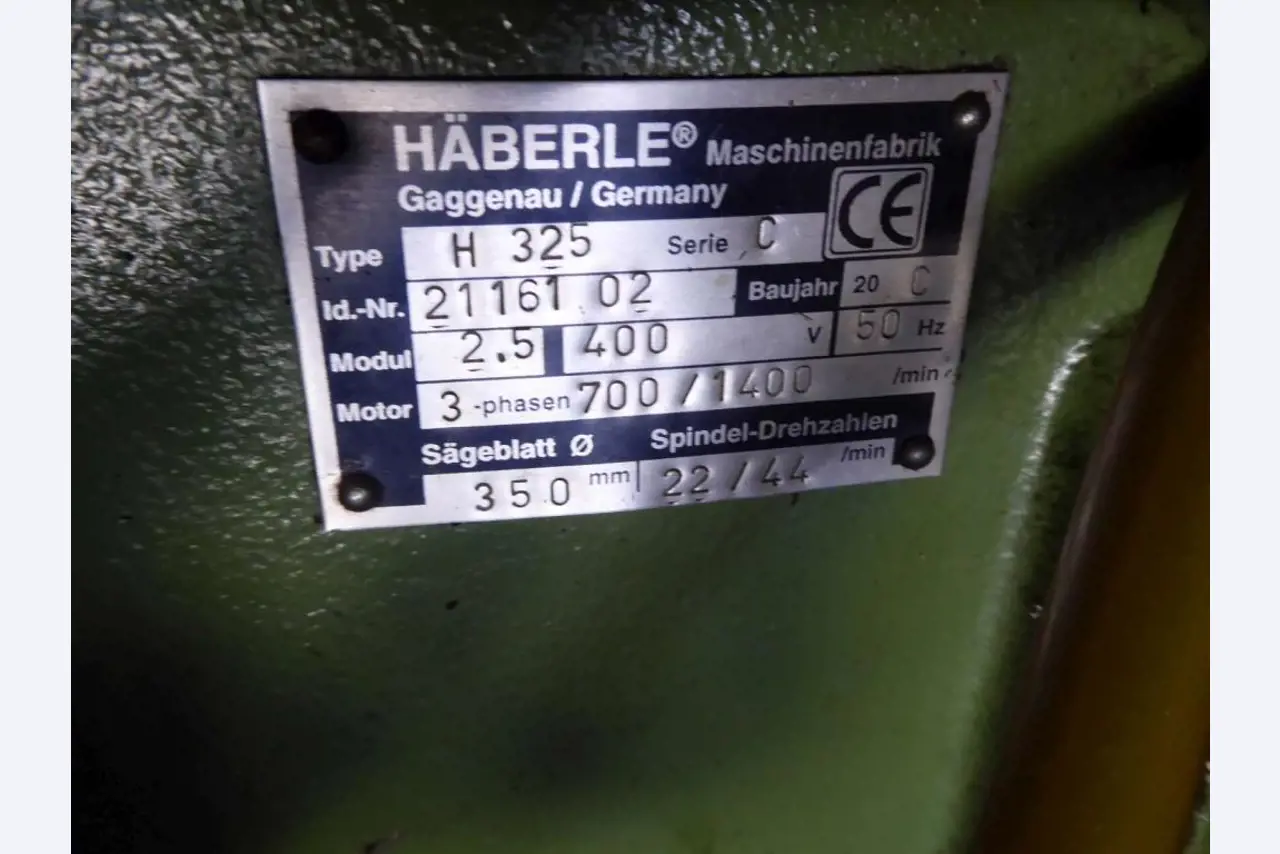 HÄBERLE® Maschinenfabrik
Gaggenau / Germany
CE
Type H 325 Serie C
Id.-Nr. 21161 02 Baujahr 20 C
Modul 2.5 400 V 50 Hz
Motor 3-phasen 700/1400 /min
Sägeblatt Ø Spindel-Drehzahlen
350 mm 22/44 /min